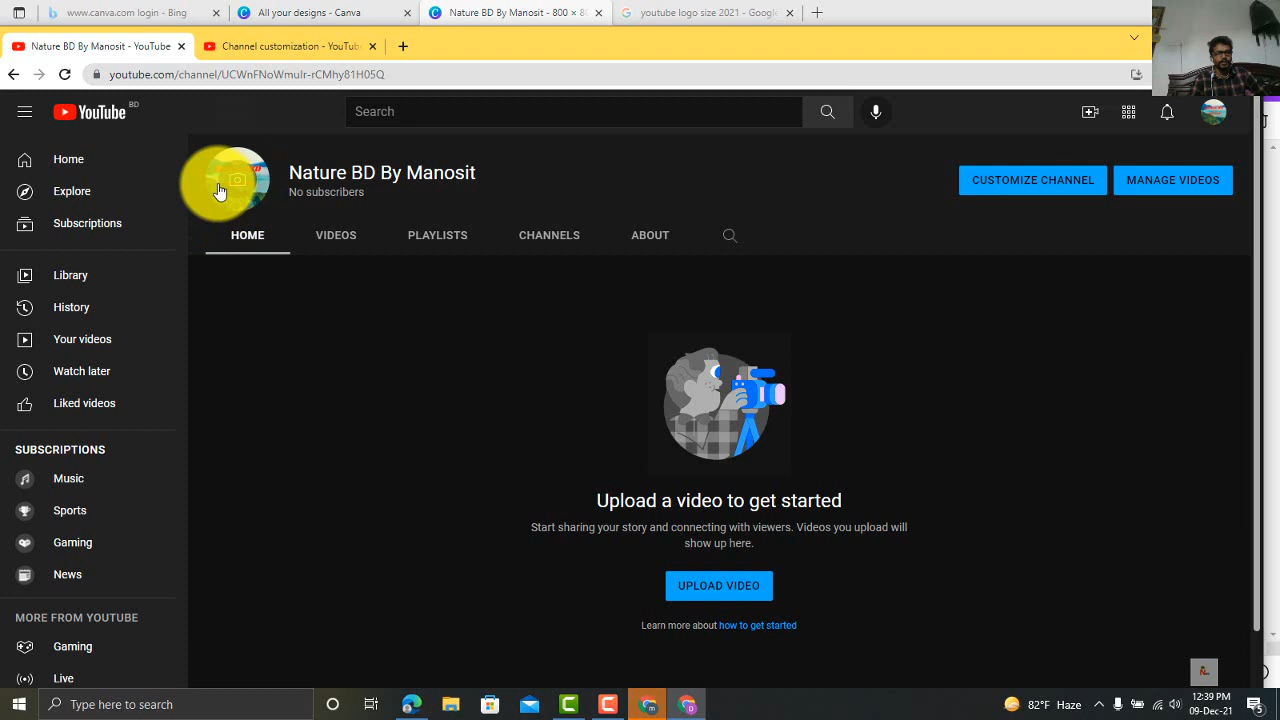 www.canva.com login - Bing
All your designs - Canva
Nature BD By Manosit - 800 × 80
youtube logo size 2021 - Google
Nature BD By Manosit - YouTube
Channel customization - YouTube
youtube.com/channel/UCWnFNoWmuIr-rCMhy81H05Q
YouTube BD
Search
Home
Explore
Subscriptions
Library
History
Your videos
Watch later
Liked videos
SUBSCRIPTIONS
Music
Sports
Gaming
News
MORE FROM YOUTUBE
Gaming
Live
Nature BD By Manosit
No subscribers
CUSTOMIZE CHANNEL
MANAGE VIDEOS
HOME
VIDEOS
PLAYLISTS
CHANNELS
ABOUT
Upload a video to get started
Start sharing your story and connecting with viewers. Videos you upload will
show up here.
UPLOAD VIDEO
Learn more about how to get started
Type here to search
82°F Haze
12:39 PM
09-Dec-21